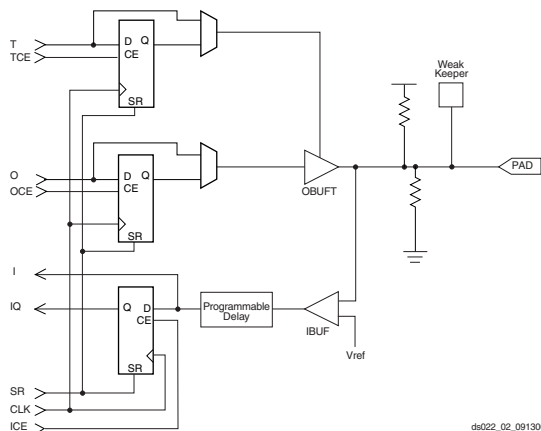 T
TCE
D Q
CE
SR
Weak
Keeper
O
OCE
D Q
CE
SR
OBUFT
PAD
I
IQ
Q D
CE
SR
Programmable
Delay
IBUF
Vref
SR
CLK
ICE
ds022_02_09130